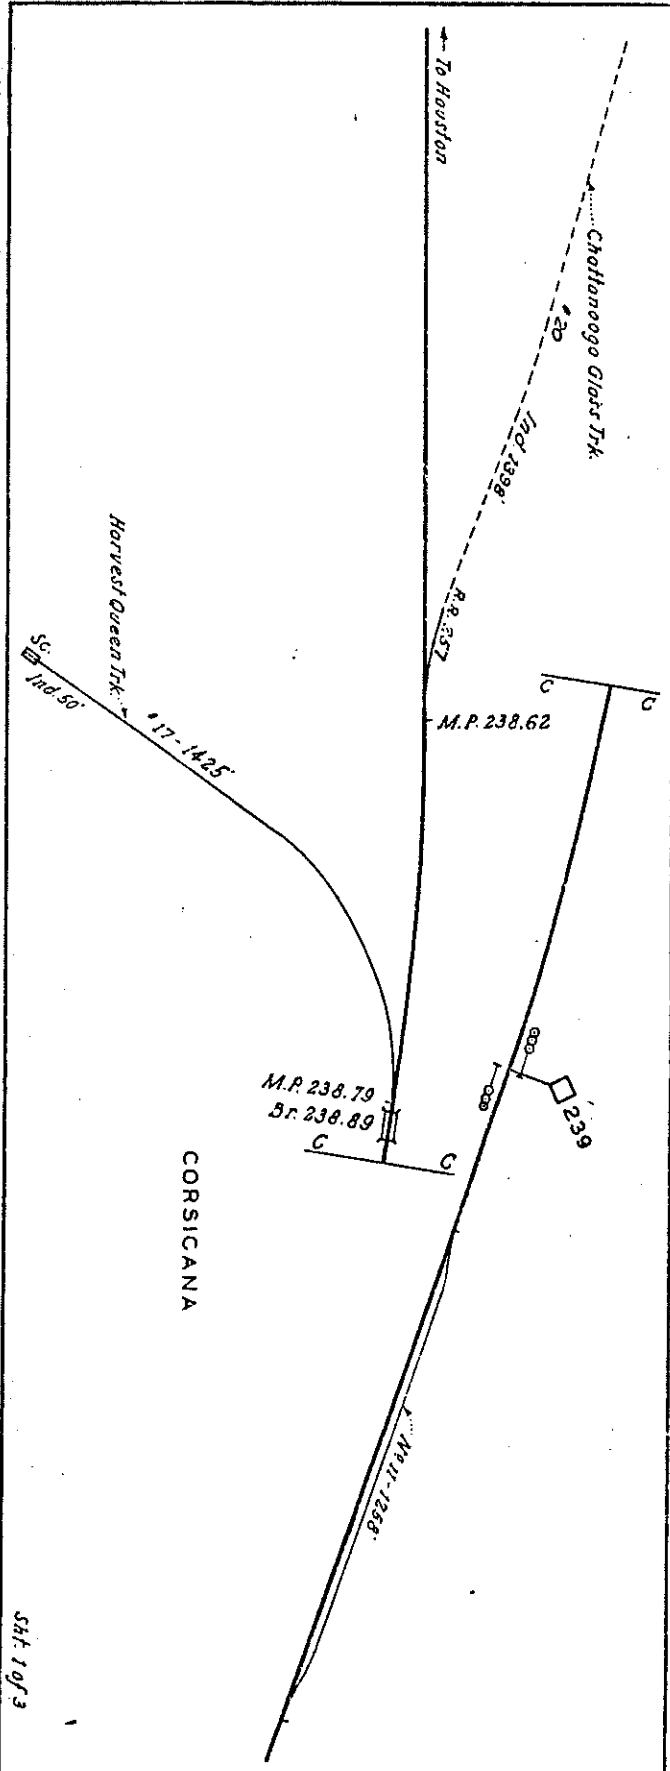 ← To Houston
Chattanooga Glass Trk.
#20
Ind. 1398'
R.R. 257
M.P. 238.62
C
C
Harvest Queen Trk.
#17-1425'
Sc.
Ind. 50'
M.P. 238.79
Br. 238.89
C
C
239
CORSICANA
No 11-1258'
Sht. 1 of 3